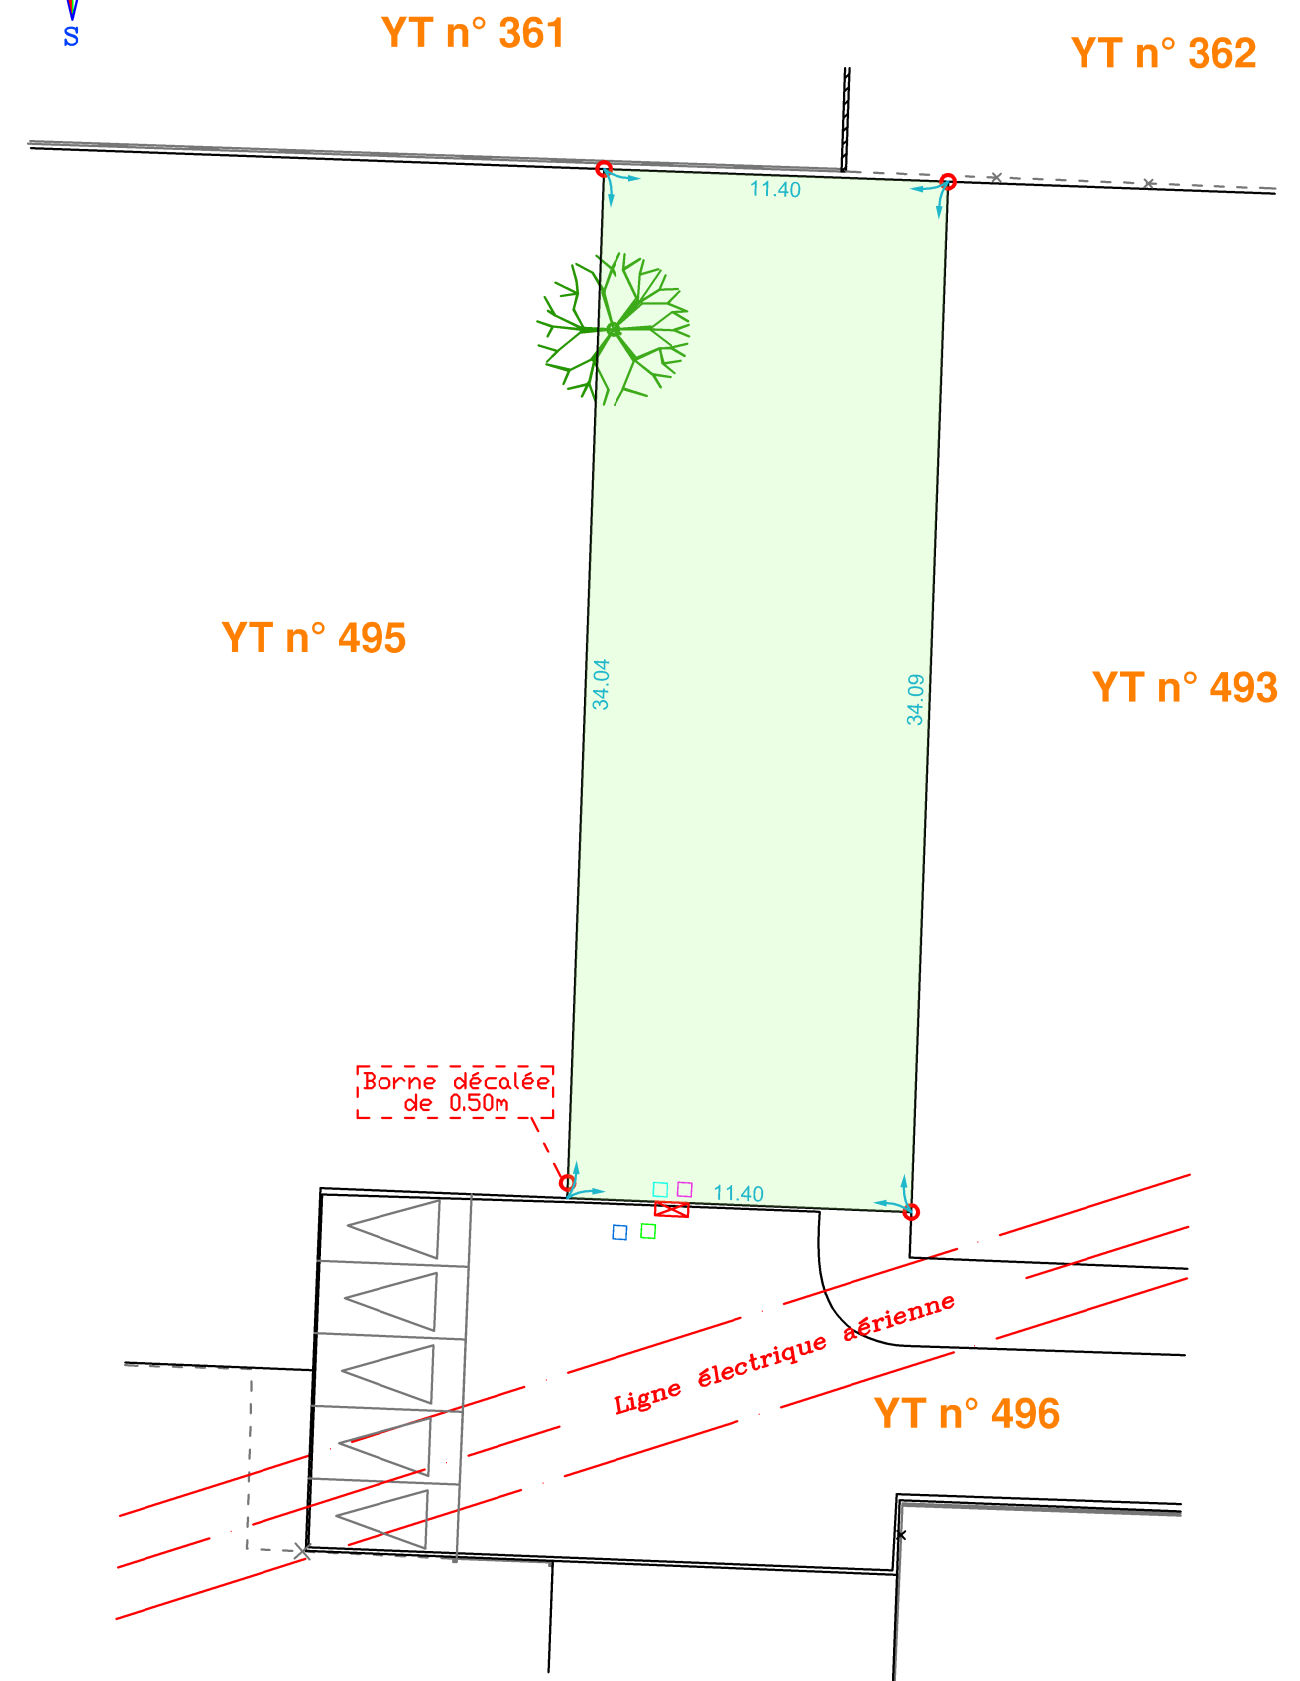 S
YT n° 361
YT n° 362
11.40
YT n° 495
34.04
34.09
YT n° 493
Borne décalée
de 0.50m
11.40
Ligne électrique aérienne
YT n° 496